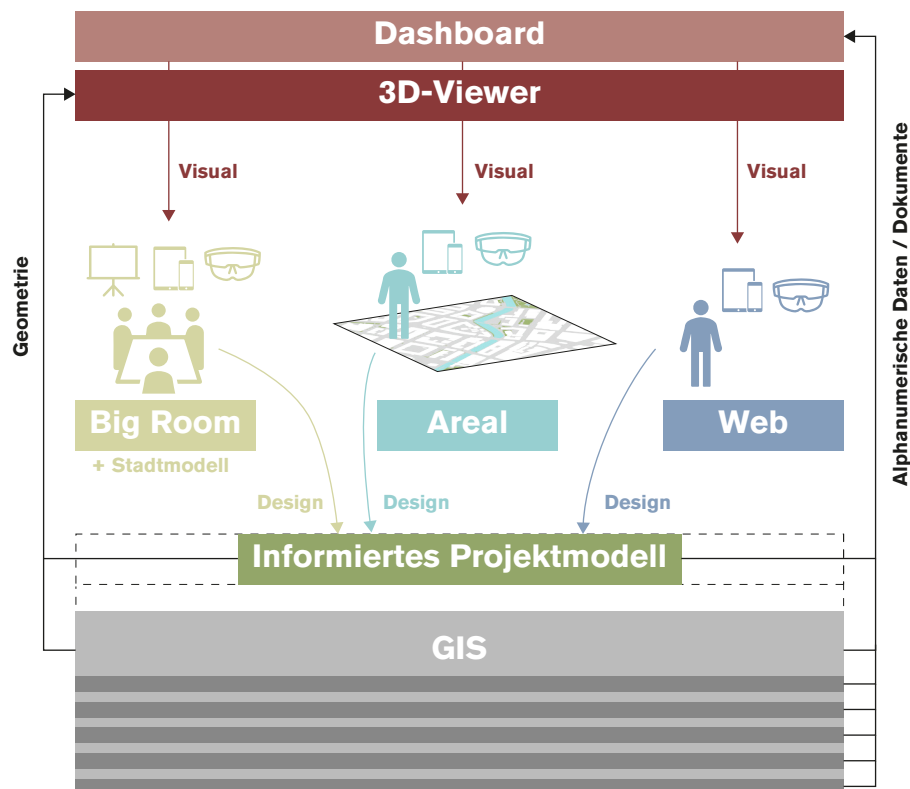 Dashboard
3D-Viewer
Visual
Visual
Visual
Geometrie
Alphanumerische Daten / Dokumente
Big Room
Areal
Web
+ Stadtmodell
Design
Design
Design
Informiertes Projektmodell
GIS